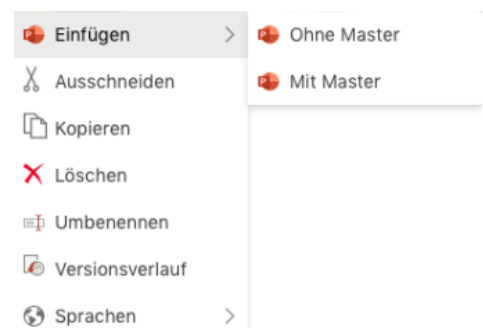 Einfügen
Ohne Master
Mit Master
Ausschneiden
Kopieren
Löschen
Umbenennen
Versionsverlauf
Sprachen